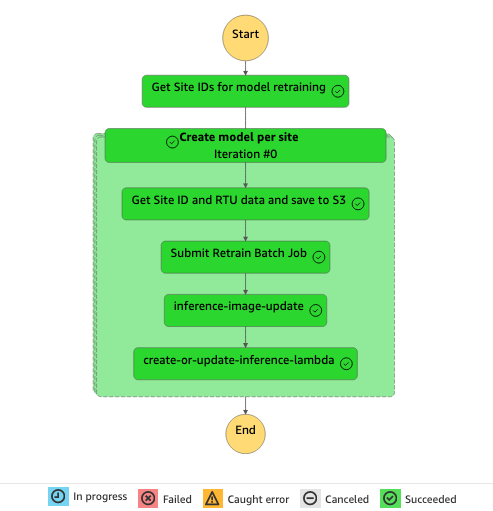 Start
Get Site IDs for model retraining
Create model per site
Iteration #0
Get Site ID and RTU data and save to S3
Submit Retrain Batch Job
inference-image-update
create-or-update-inference-lambda
End
In progress Failed Caught error Canceled Succeeded